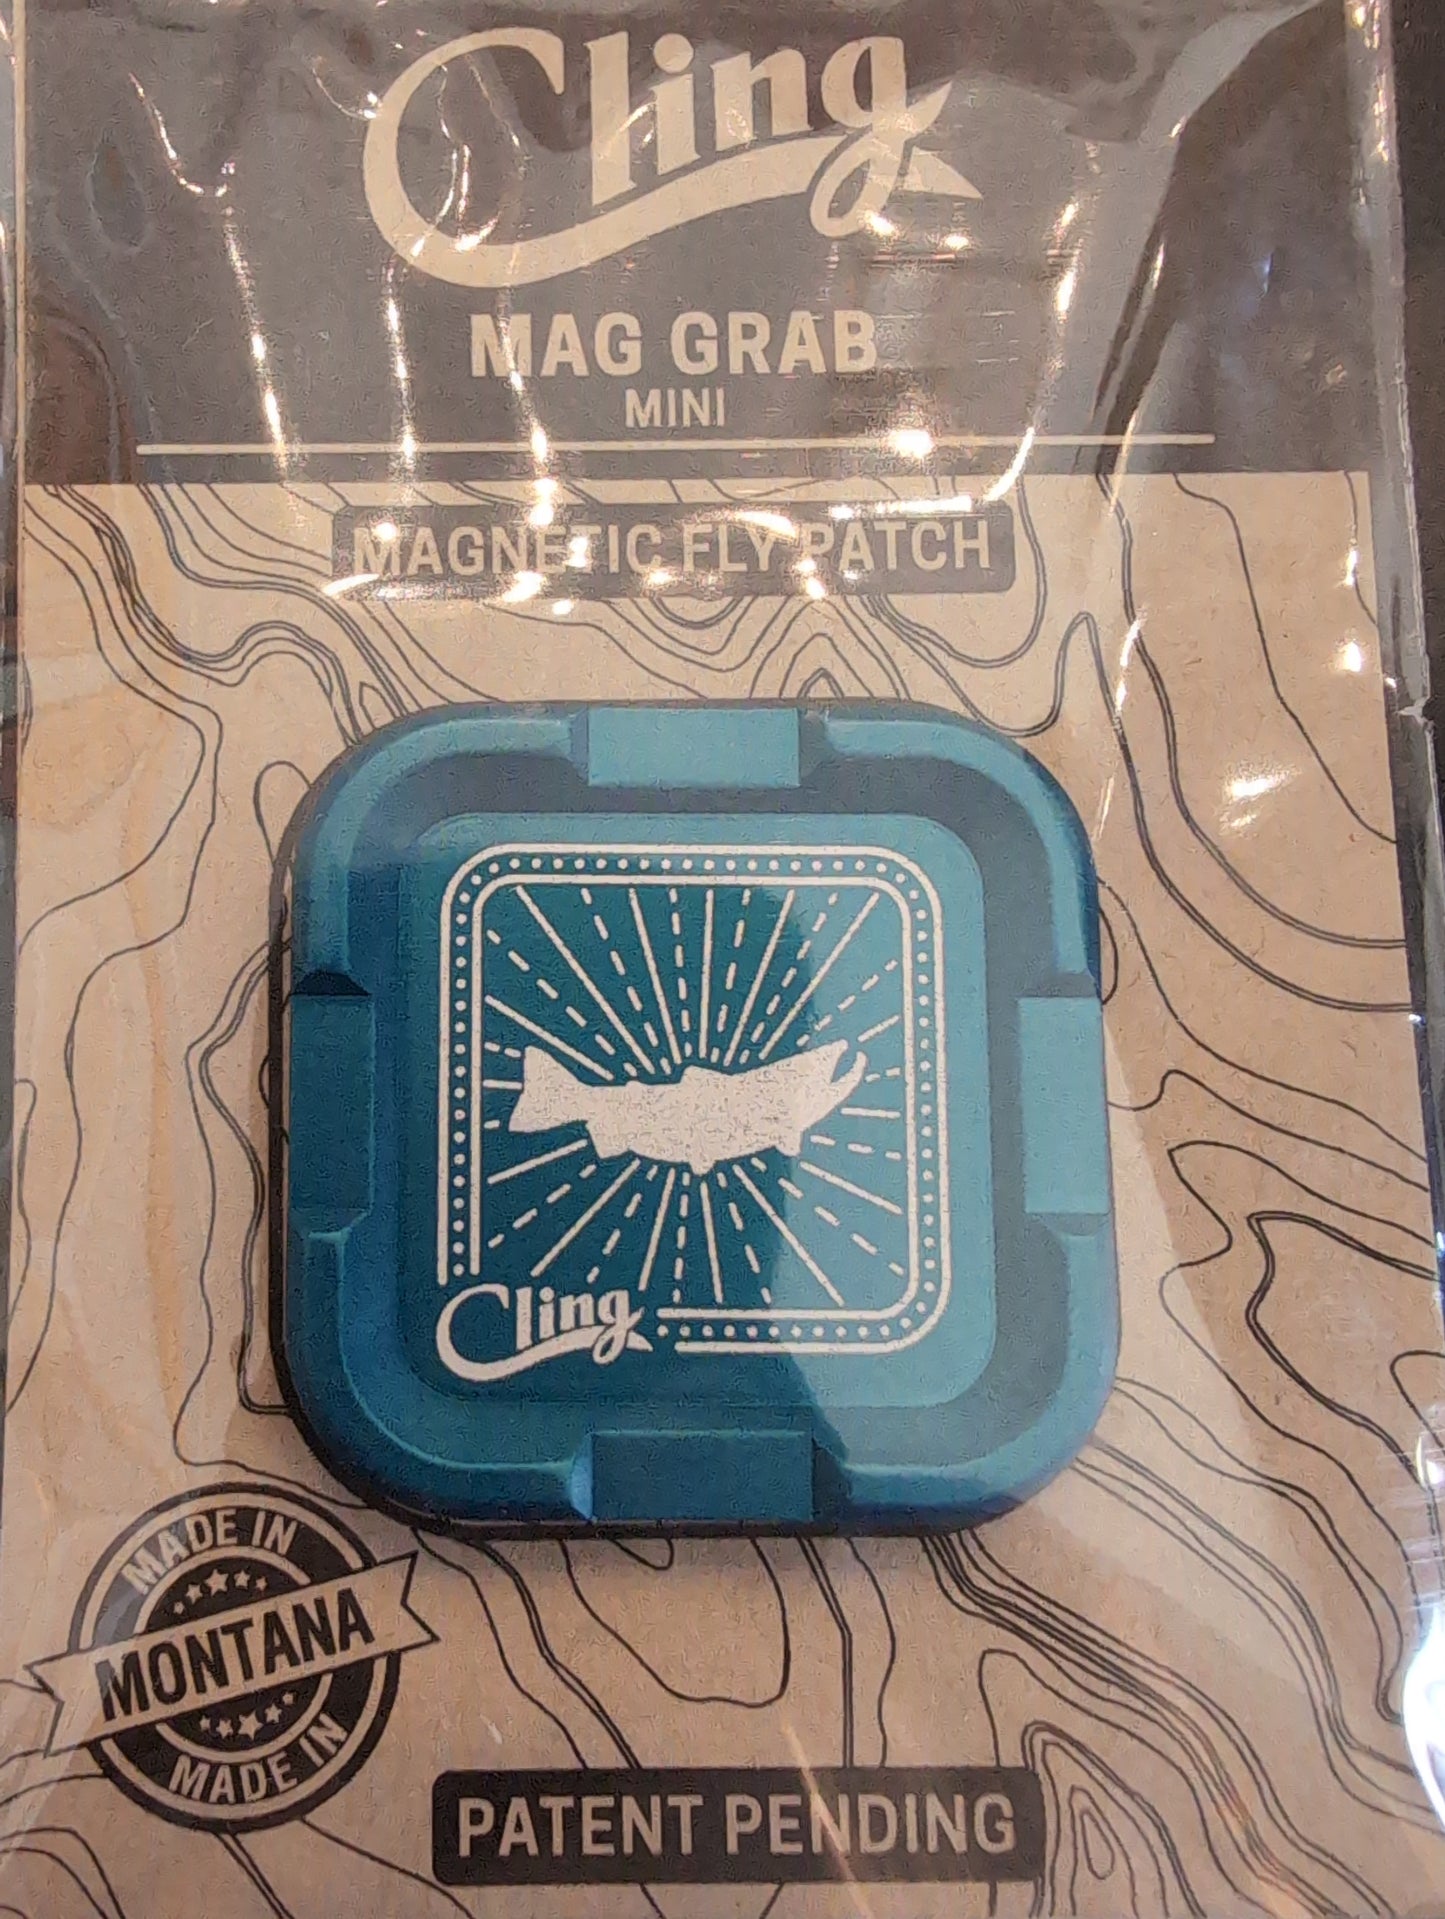 Cling
MAG GRAB
MINI
MAGNETIC FLY PATCH
Cling
MADE IN
MONTANA
MADE IN
PATENT PENDING